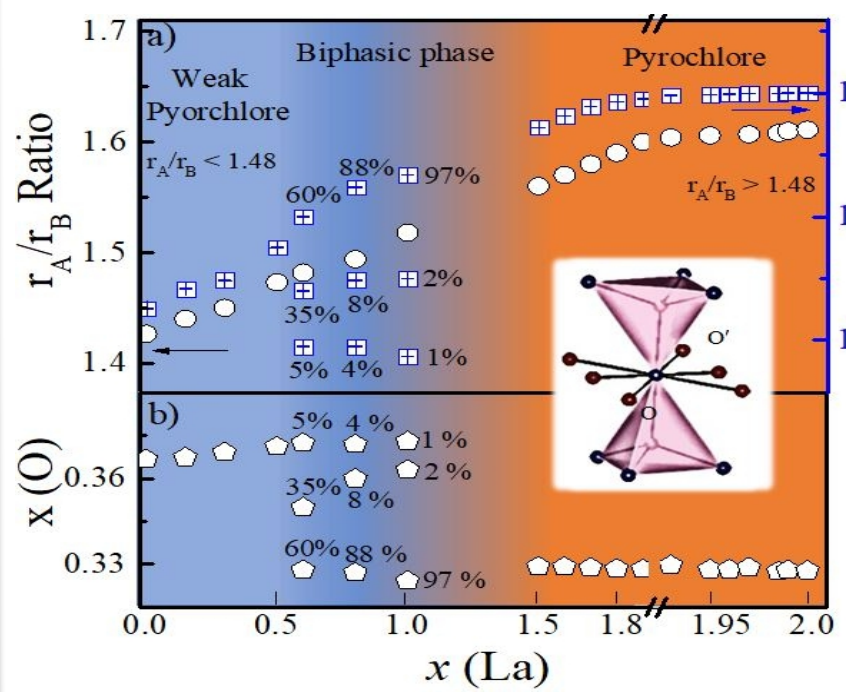 a)
Biphasic phase
Pyrochlore
Weak
Pyorchlore
r_A/r_B < 1.48
r_A/r_B > 1.48
60%
88%
97%
35%
8%
2%
5%
4%
1%
1.7
1.6
1.5
1.4
r_A/r_B Ratio
1
1
1
O'
O
b)
5%
4 %
1 %
2 %
35%
8 %
60%
88 %
97 %
0.36
0.33
x (O)
0.0
0.5
1.0
1.5
1.8
1.95
2.0
x (La)